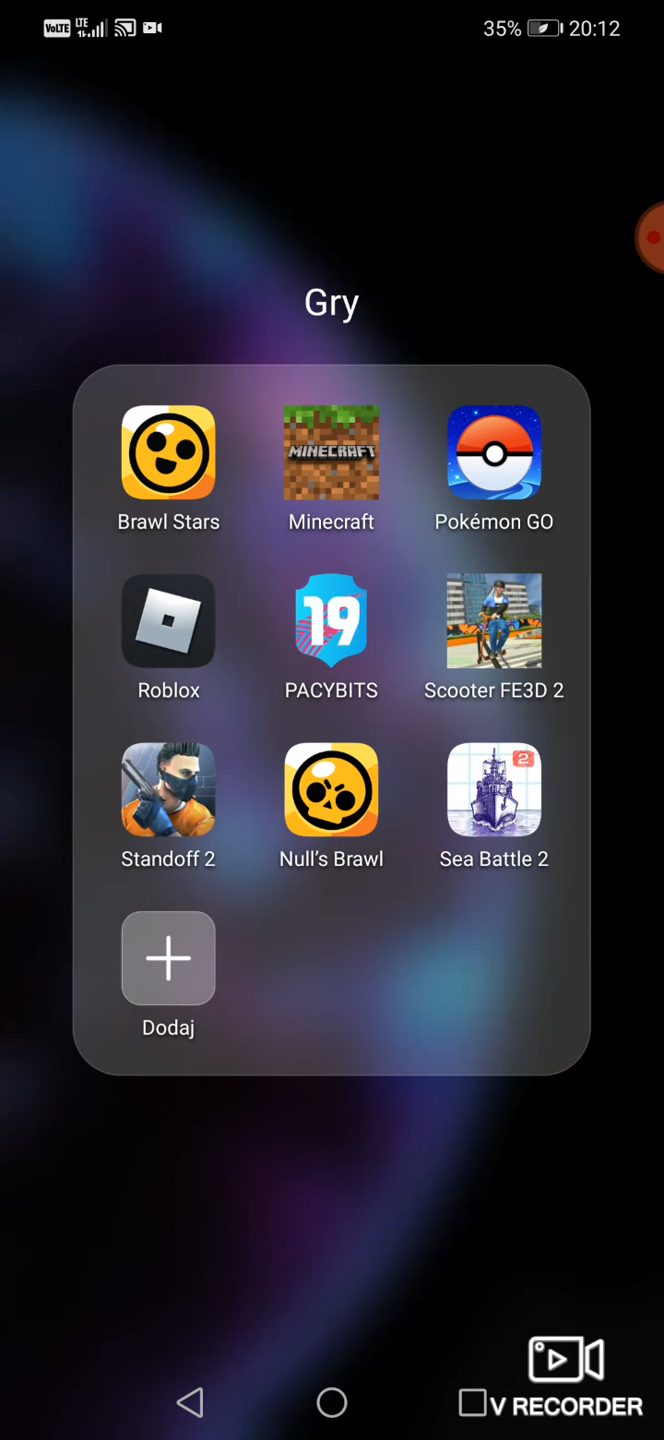 VoLTE LTE 35% 20:12
Gry
MINECRAFT
Brawl Stars Minecraft Pokémon GO
19
Roblox PACYBITS Scooter FE3D 2
2
Standoff 2 Null’s Brawl Sea Battle 2
Dodaj
V RECORDER